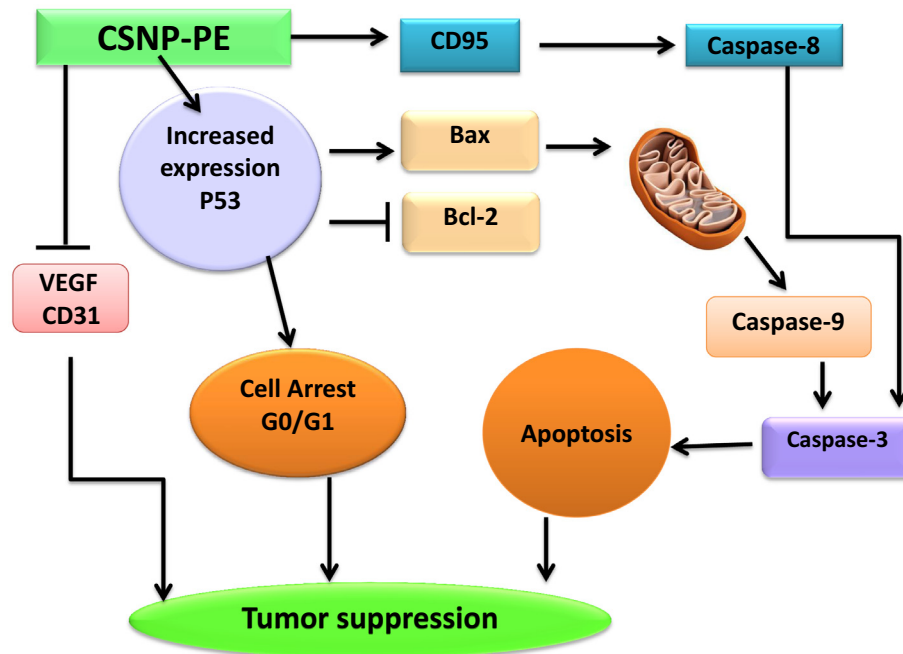 CSNP-PE
CD95
Caspase-8
Increased
expression
P53
Bax
Bcl-2
VEGF
CD31
Caspase-9
Cell Arrest
G0/G1
Apoptosis
Caspase-3
Tumor suppression